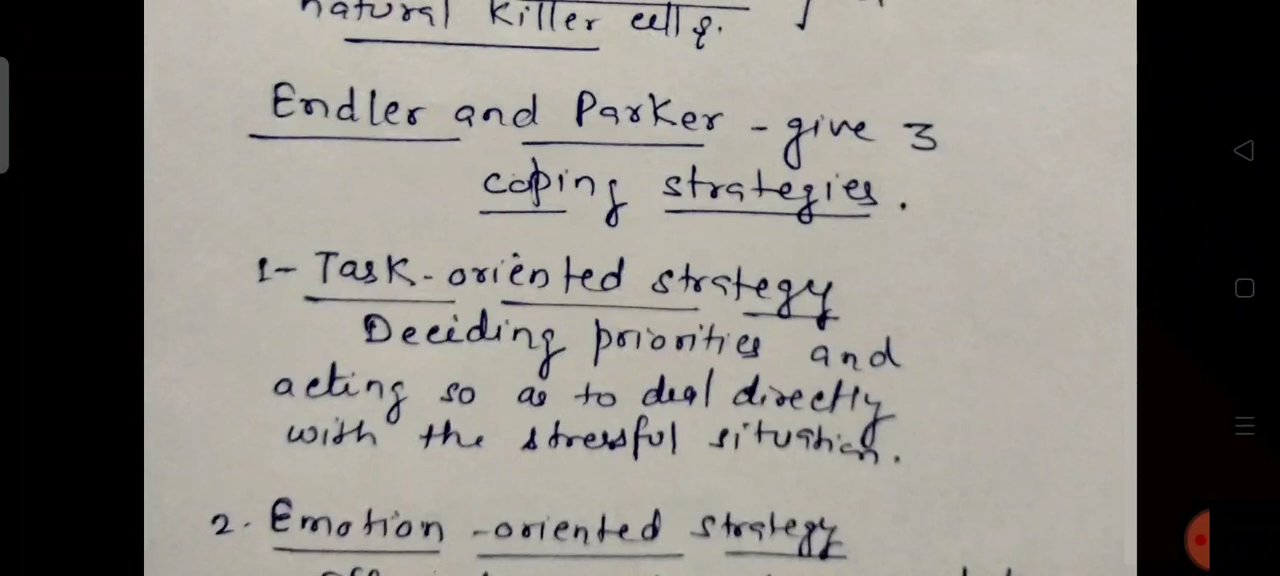 natural killer cells.
Endler and Parker - give 3
coping strategies.
1- Task-oriented strategy
Deciding priorities and
acting so as to deal directly
with the stressful situation.
2. Emotion -oriented strategy